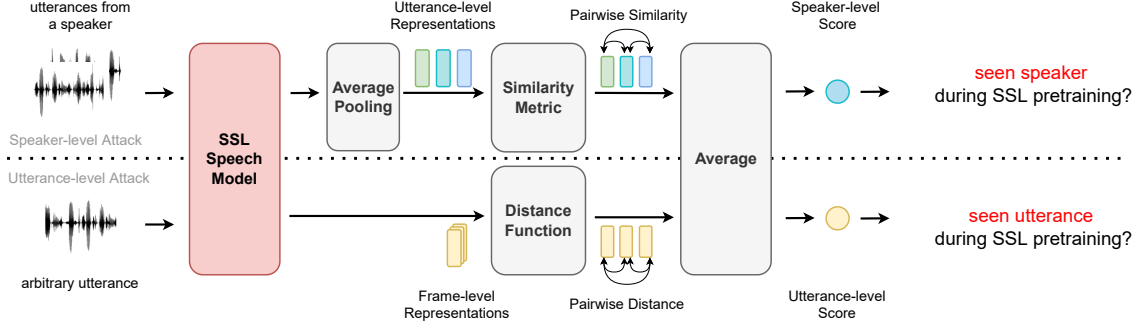 utterances from
a speaker
Utterance-level
Representations
Pairwise Similarity
Speaker-level
Score
Average
Pooling
Similarity
Metric
seen speaker
during SSL pretraining?
Speaker-level Attack
SSL
Speech
Model
Average
Utterance-level Attack
Distance
Function
seen utterance
during SSL pretraining?
arbitrary utterance
Frame-level
Representations
Pairwise Distance
Utterance-level
Score